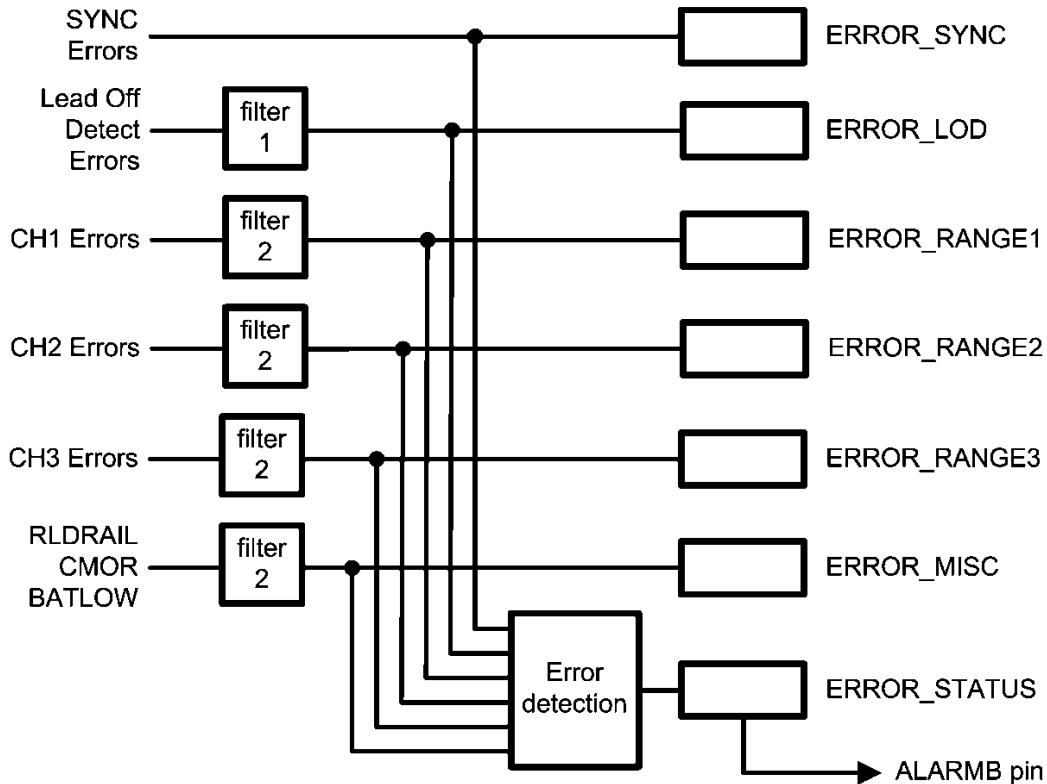 SYNC
Errors
ERROR_SYNC
Lead Off
Detect
Errors
filter
1
ERROR_LOD
CH1 Errors
filter
2
ERROR_RANGE1
CH2 Errors
filter
2
ERROR_RANGE2
CH3 Errors
filter
2
ERROR_RANGE3
RLDRAIL
CMOR
BATLOW
filter
2
ERROR_MISC
Error
detection
ERROR_STATUS
ALARMB pin